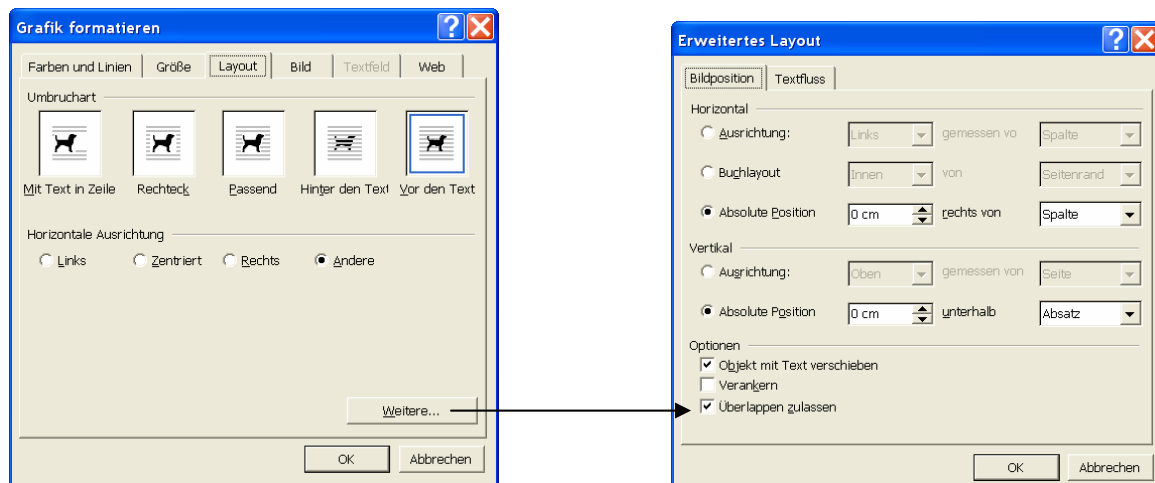 Grafik formatieren
Farben und Linien Größe Layout Bild Textfeld Web
Umbruchart
Mit Text in Zeile Rechteck Passend Hinter den Text Vor den Text
Horizontale Ausrichtung
Links Zentriert Rechts Andere
Weitere...
OK Abbrechen
Erweitertes Layout
Bildposition Textfluss
Horizontal
Ausrichtung: Links gemessen vo Spalte
Buchlayout Innen von Seitenrand
Absolute Position 0 cm rechts von Spalte
Vertikal
Ausrichtung: Oben gemessen von Seite
Absolute Position 0 cm unterhalb Absatz
Optionen
Objekt mit Text verschieben
Verankern
Überlappen zulassen
OK Abbrechen